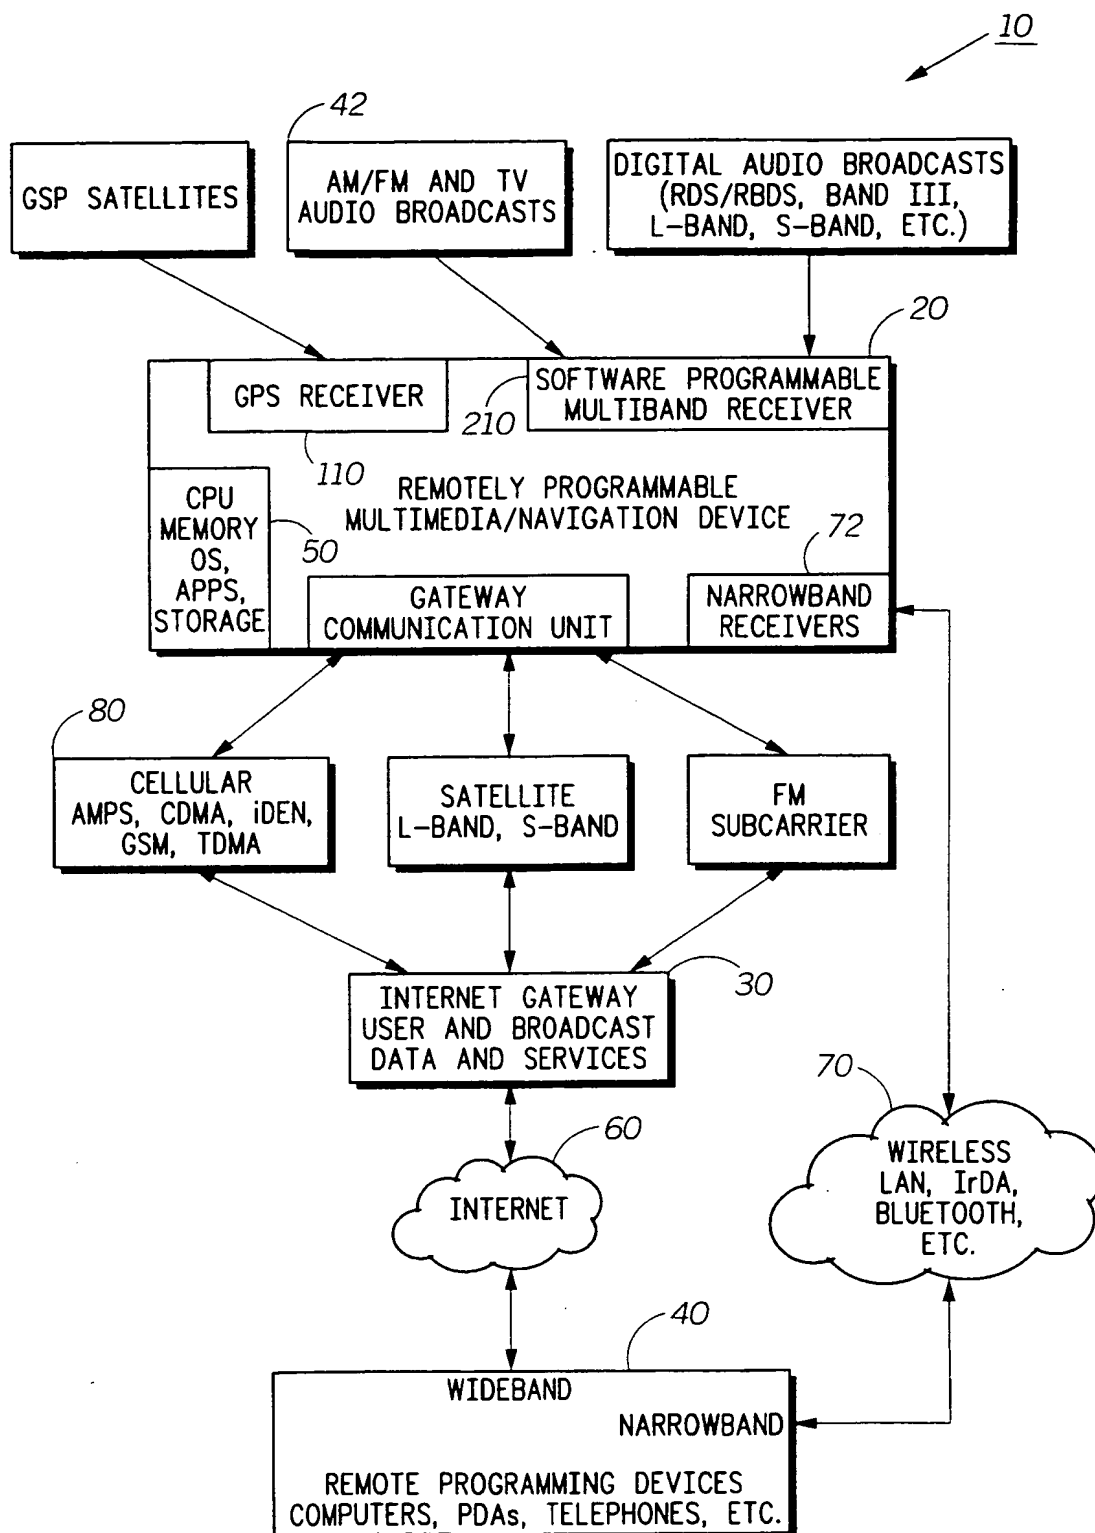 10
42
GSP SATELLITES
AM/FM AND TV
AUDIO BROADCASTS
DIGITAL AUDIO BROADCASTS
(RDS/RBDS, BAND III,
L-BAND, S-BAND, ETC.)
20
GPS RECEIVER
210
SOFTWARE PROGRAMMABLE
MULTIBAND RECEIVER
110
CPU
MEMORY
OS,
APPS,
STORAGE
50
REMOTELY PROGRAMMABLE
MULTIMEDIA/NAVIGATION DEVICE
72
GATEWAY
COMMUNICATION UNIT
NARROWBAND
RECEIVERS
80
CELLULAR
AMPS, CDMA, iDEN,
GSM, TDMA
SATELLITE
L-BAND, S-BAND
FM
SUBCARRIER
30
INTERNET GATEWAY
USER AND BROADCAST
DATA AND SERVICES
70
60
INTERNET
WIRELESS
LAN, IrDA,
BLUETOOTH,
ETC.
40
WIDEBAND
NARROWBAND
REMOTE PROGRAMMING DEVICES
COMPUTERS, PDAs, TELEPHONES, ETC.